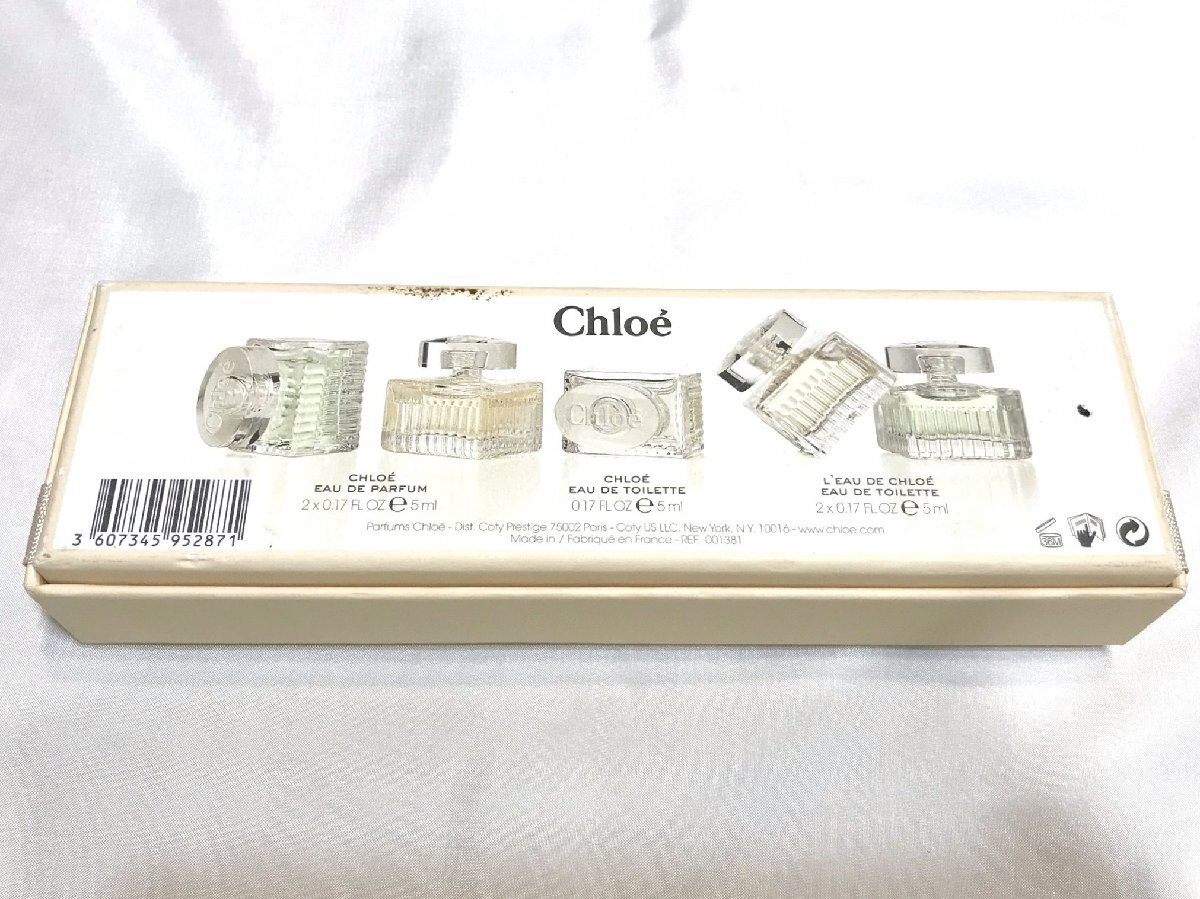 Chloé
Chloé
Chloé
CHLOÉ
EAU DE PARFUM
2 x 0.17 FL OZ e 5 ml
CHLOÉ
EAU DE TOILETTE
0.17 FL OZ e 5 ml
L'EAU DE CHLOÉ
EAU DE TOILETTE
2 x 0.17 FL OZ e 5 ml
Parfums Chloé - Dist. Coty Prestige 75002 Paris - Coty US LLC. New York, N.Y. 10016 - www.chloe.com
Made in / Fabriqué en France - REF. 001381
3 607345 952871
36M